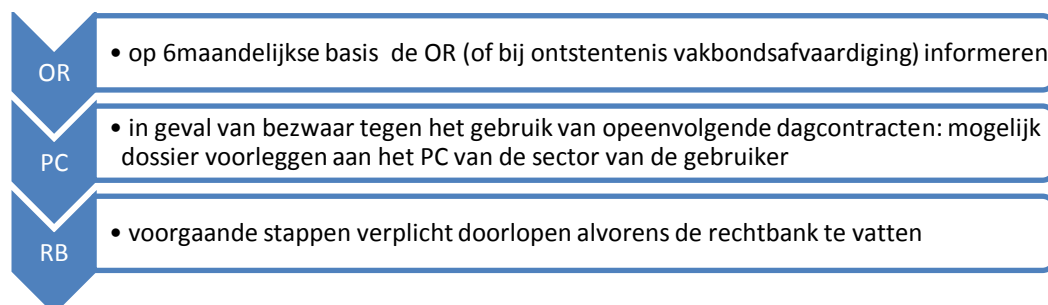 OR
• op 6maandelijkse basis de OR (of bij ontstentenis vakbondsafvaardiging) informeren
PC
• in geval van bezwaar tegen het gebruik van opeenvolgende dagcontracten: mogelijk
dossier voorleggen aan het PC van de sector van de gebruiker
RB
• voorgaande stappen verplicht doorlopen alvorens de rechtbank te vatten